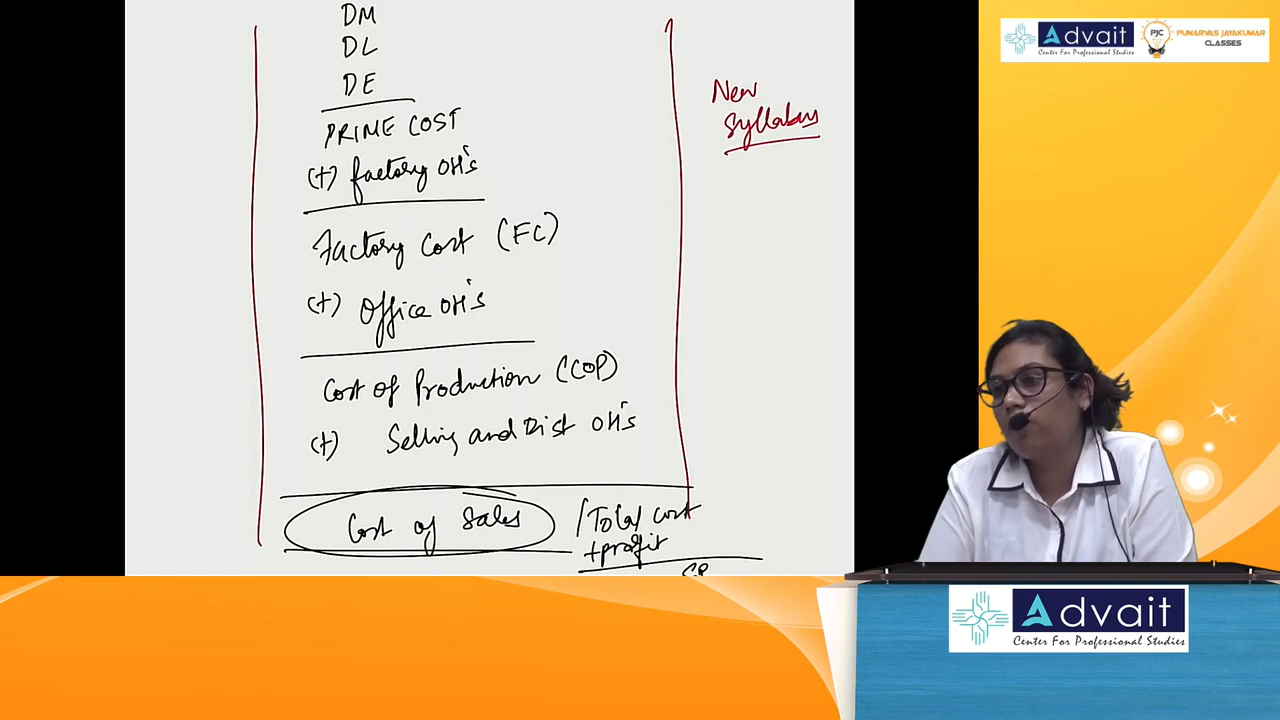 DM
DL
DE
PRIME COST
(+) factory OH's
Factory Cost (FC)
(+) Office OH's
Cost of Production (COP)
(+) Selling and Dist OH's
Cost of Sales / Total cost
+profit
SP
New
Syllabus
Advait
Center For Professional Studies
PJC
PUNARVAS JAYAKUMAR
CLASSES
Advait
Center For Professional Studies